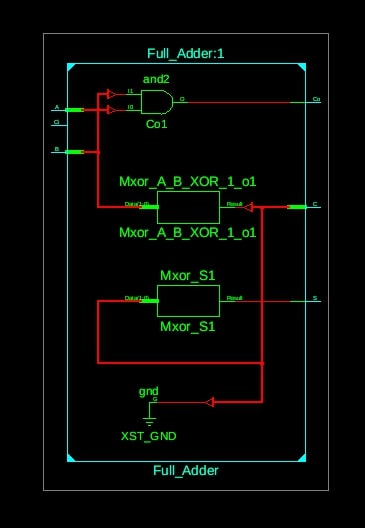 Full_Adder:1
and2
I1
I0
O
Co1
A
Ci
B
Co
Mxor_A_B_XOR_1_o1
Data(1:0)
Result
C
Mxor_A_B_XOR_1_o1
Mxor_S1
Data(1:0)
Result
S
Mxor_S1
gnd
G
XST_GND
Full_Adder